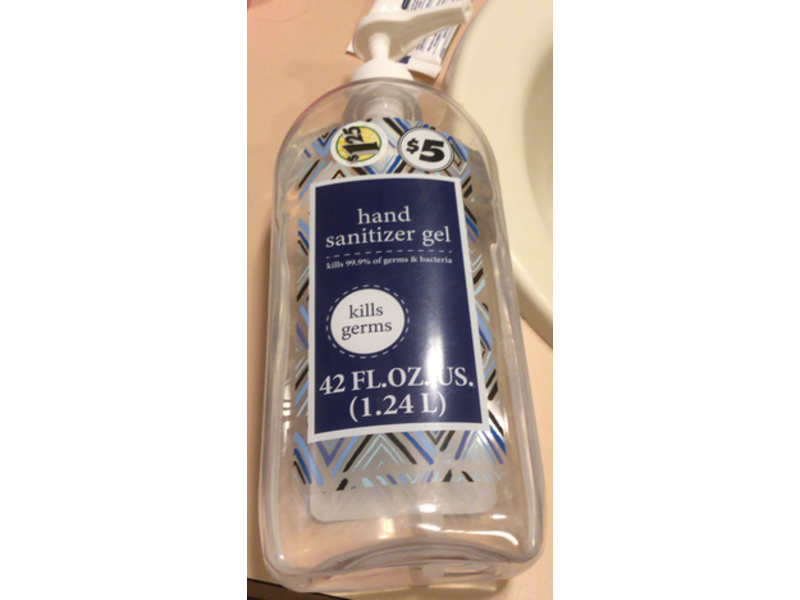 $1.25
$5
hand
sanitizer gel
kills 99.9% of germs & bacteria
kills
germs
42 FL.OZ. US.
(1.24 L)